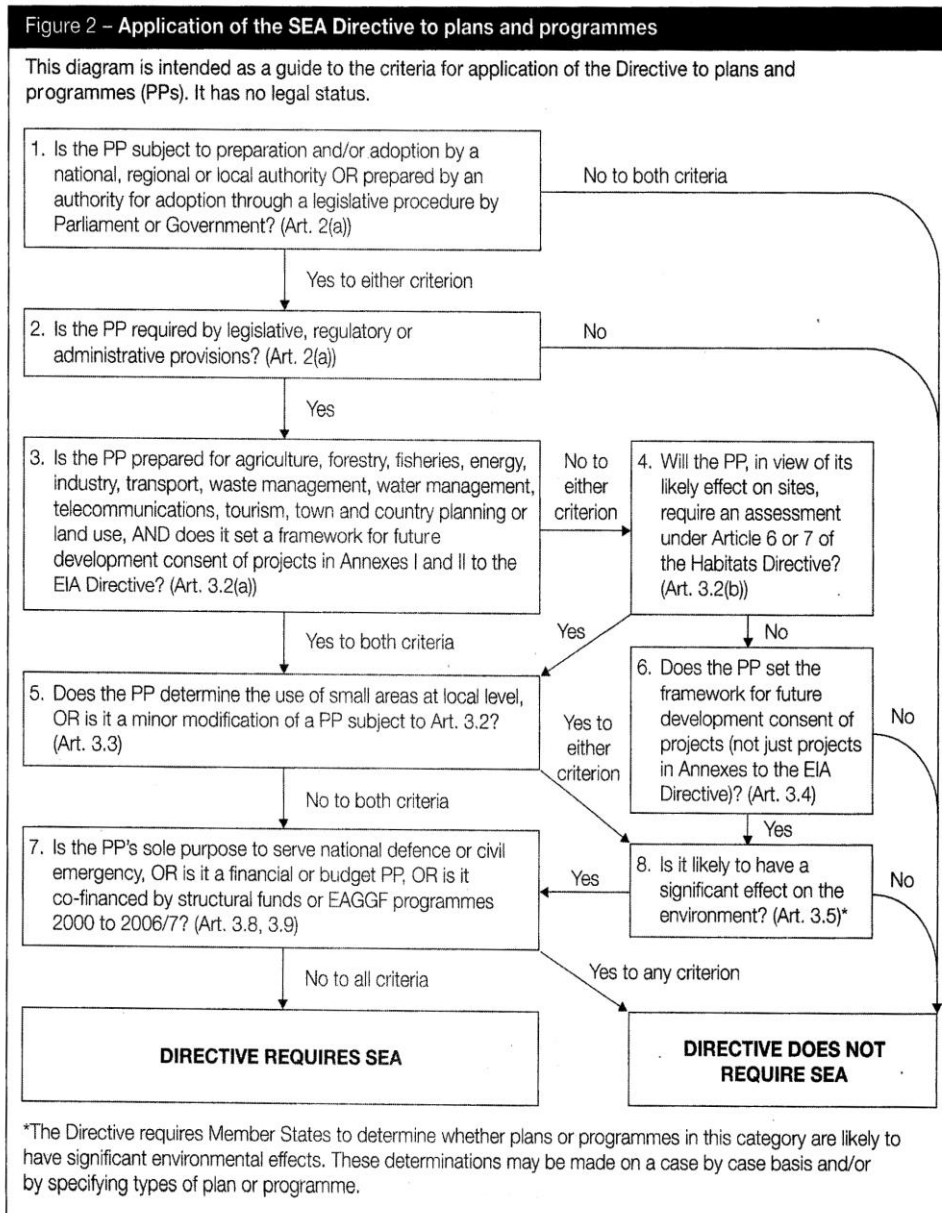 Figure 2 – Application of the SEA Directive to plans and programmes
This diagram is intended as a guide to the criteria for application of the Directive to plans and
programmes (PPs). It has no legal status.
1. Is the PP subject to preparation and/or adoption by a
national, regional or local authority OR prepared by an
authority for adoption through a legislative procedure by
Parliament or Government? (Art. 2(a))
No to both criteria
Yes to either criterion
2. Is the PP required by legislative, regulatory or
administrative provisions? (Art. 2(a))
No
Yes
3. Is the PP prepared for agriculture, forestry, fisheries, energy,
industry, transport, waste management, water management,
telecommunications, tourism, town and country planning or
land use, AND does it set a framework for future
development consent of projects in Annexes I and II to the
EIA Directive? (Art. 3.2(a))
No to
either
criterion
4. Will the PP, in view of its
likely effect on sites,
require an assessment
under Article 6 or 7 of
the Habitats Directive?
(Art. 3.2(b))
Yes to both criteria
Yes
No
5. Does the PP determine the use of small areas at local level,
OR is it a minor modification of a PP subject to Art. 3.2?
(Art. 3.3)
Yes to
either
criterion
6. Does the PP set the
framework for future
development consent of
projects (not just projects
in Annexes to the EIA
Directive)? (Art. 3.4)
No
No to both criteria
Yes
7. Is the PP's sole purpose to serve national defence or civil
emergency, OR is it a financial or budget PP, OR is it
co-financed by structural funds or EAGGF programmes
2000 to 2006/7? (Art. 3.8, 3.9)
Yes
8. Is it likely to have a
significant effect on the
environment? (Art. 3.5)*
No
No to all criteria
Yes to any criterion
DIRECTIVE REQUIRES SEA
DIRECTIVE DOES NOT
REQUIRE SEA
*The Directive requires Member States to determine whether plans or programmes in this category are likely to
have significant environmental effects. These determinations may be made on a case by case basis and/or
by specifying types of plan or programme.